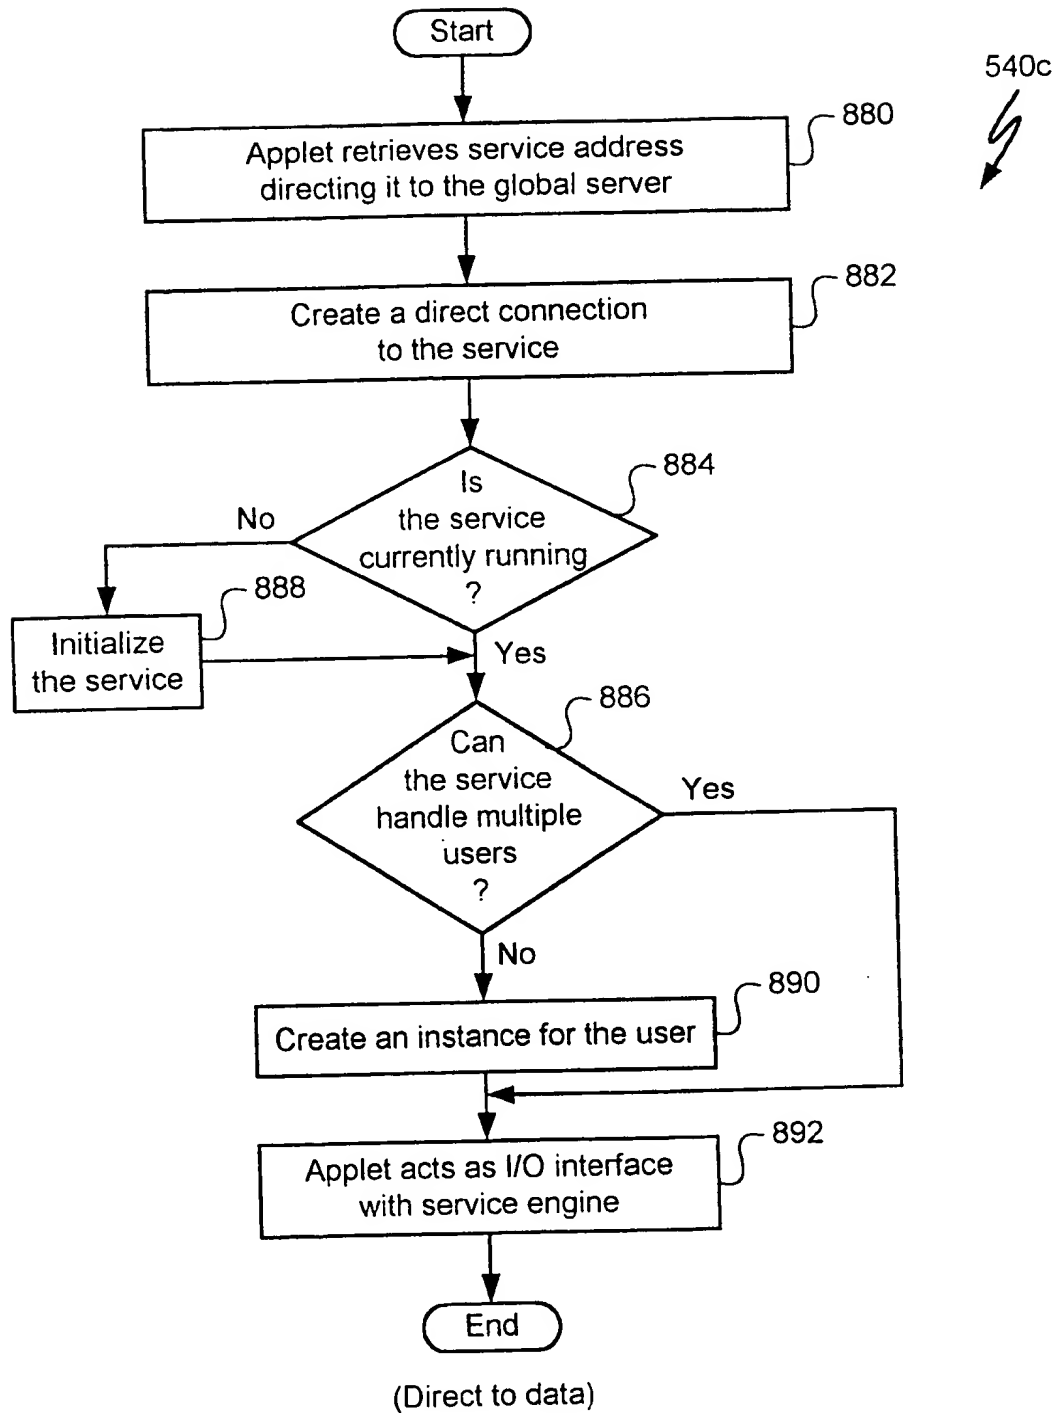 Start
540c
880
Applet retrieves service address
directing it to the global server
882
Create a direct connection
to the service
884
Is
the service
currently running
?
No
888
Initialize
the service
Yes
886
Can
the service
handle multiple
users
?
Yes
No
890
Create an instance for the user
892
Applet acts as I/O interface
with service engine
End
(Direct to data)